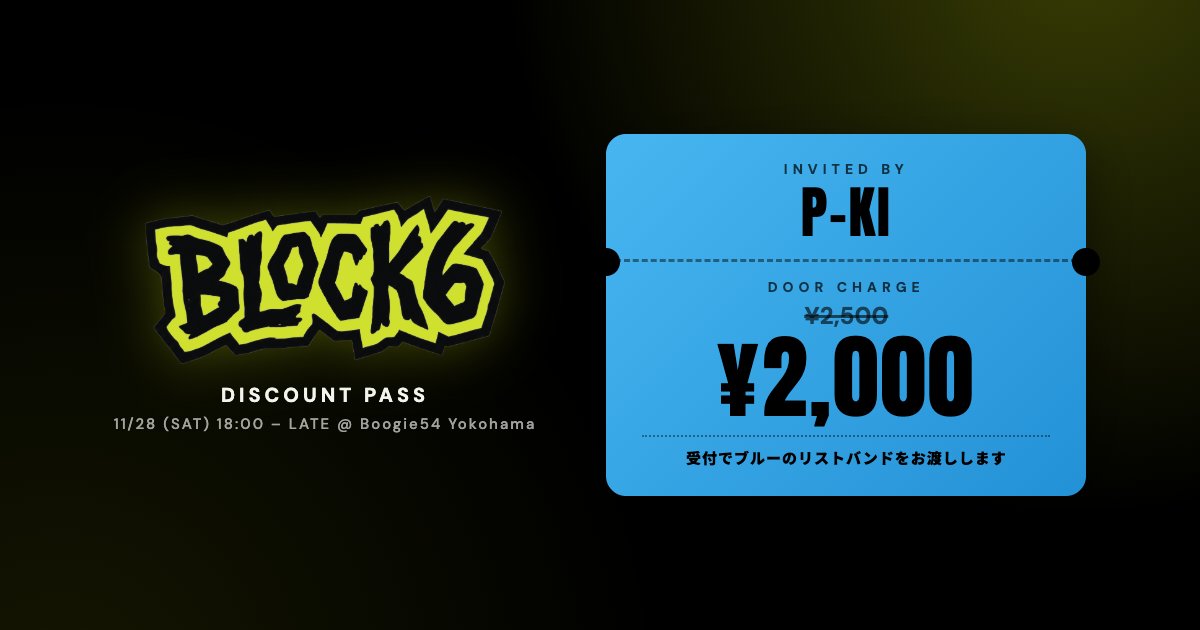 BLOCK6
DISCOUNT PASS
11/28 (SAT) 18:00 – LATE @ Boogie54 Yokohama
INVITED BY
P-KI
DOOR CHARGE
¥2,500
¥2,000
受付でブルーのリストバンドをお渡しします